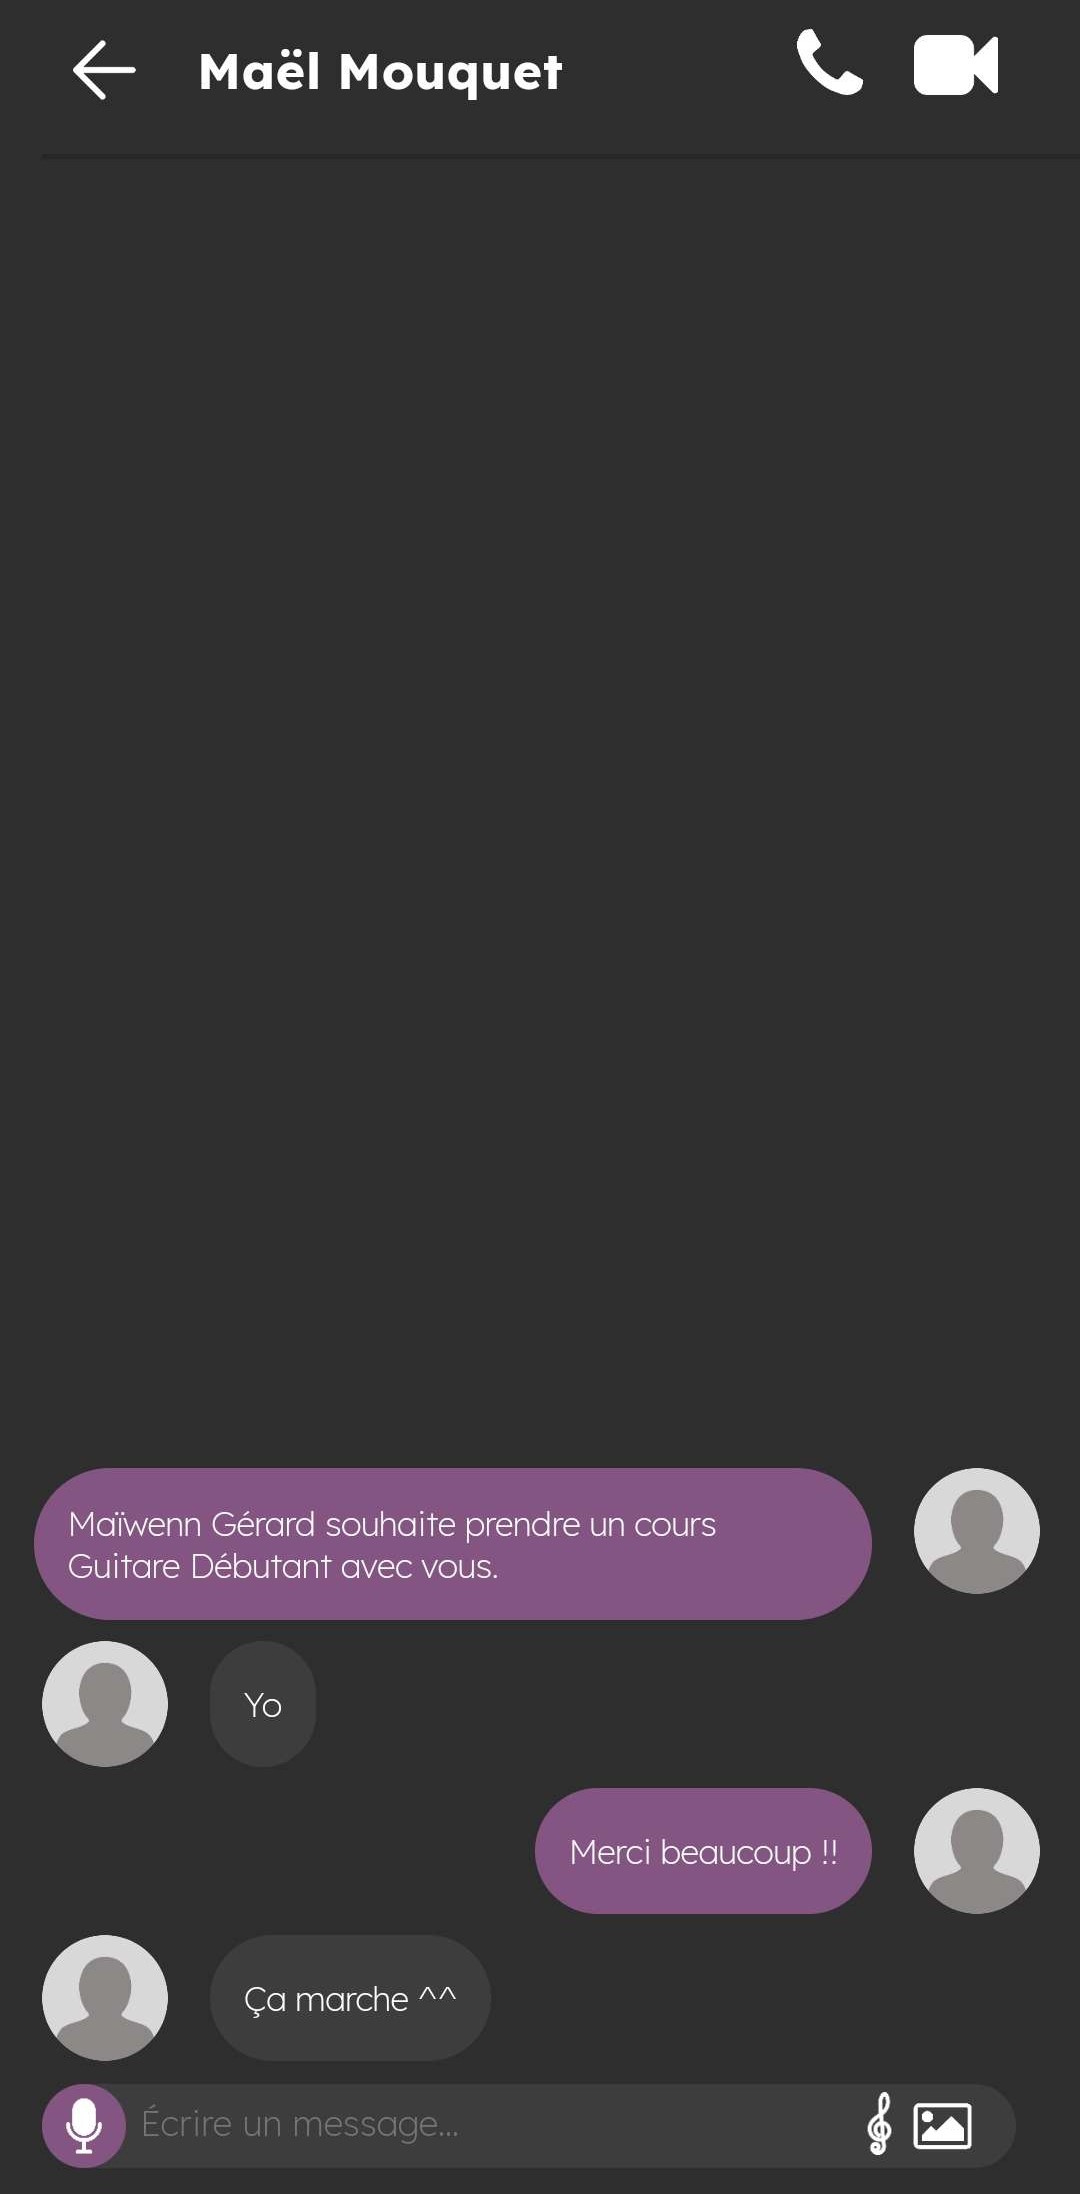 Maël Mouquet
Maïwenn Gérard souhaite prendre un cours
Guitare Débutant avec vous.
Yo
Merci beaucoup !!
Ça marche ^^
Écrire un message...